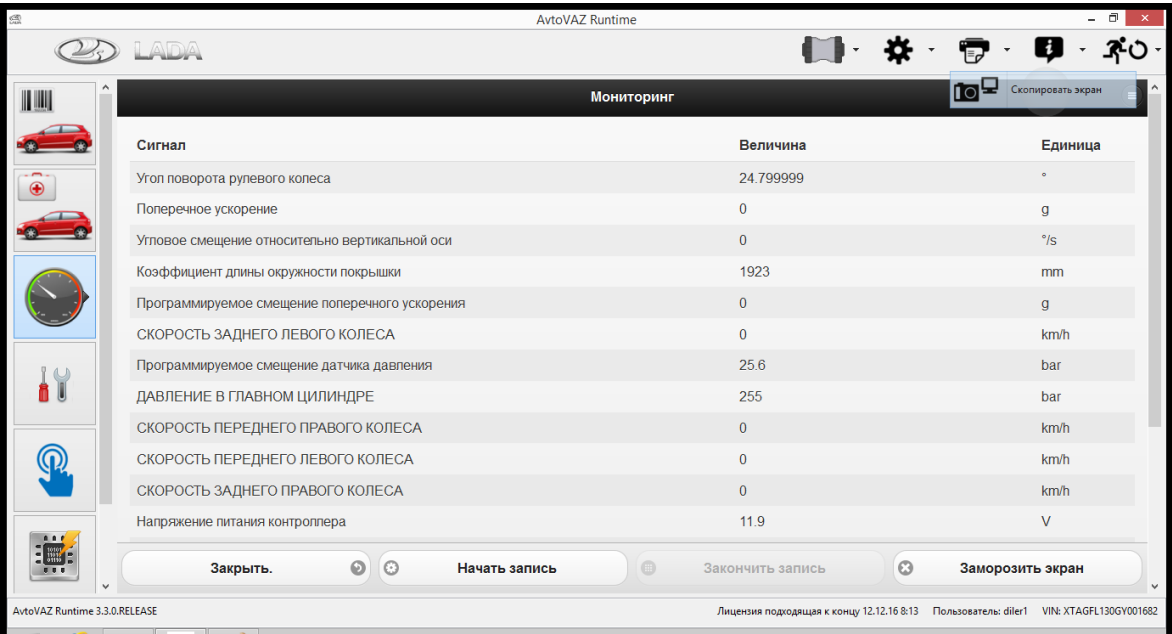 AvtoVAZ Runtime
LADA
Скопировать экран
Мониторинг
Сигнал Величина Единица
Угол поворота рулевого колеса 24.799999 °
Поперечное ускорение 0 g
Угловое смещение относительно вертикальной оси 0 °/s
Коэффициент длины окружности покрышки 1923 mm
Программируемое смещение поперечного ускорения 0 g
СКОРОСТЬ ЗАДНЕГО ЛЕВОГО КОЛЕСА 0 km/h
Программируемое смещение датчика давления 25.6 bar
ДАВЛЕНИЕ В ГЛАВНОМ ЦИЛИНДРЕ 255 bar
СКОРОСТЬ ПЕРЕДНЕГО ПРАВОГО КОЛЕСА 0 km/h
СКОРОСТЬ ПЕРЕДНЕГО ЛЕВОГО КОЛЕСА 0 km/h
СКОРОСТЬ ЗАДНЕГО ПРАВОГО КОЛЕСА 0 km/h
Напряжение питания контроллера 11.9 V
Закрыть. Начать запись Закончить запись Заморозить экран
AvtoVAZ Runtime 3.3.0.RELEASE Лицензия подходящая к концу 12.12.16 8:13 Пользователь: diler1 VIN: XTAGFL130GY001682